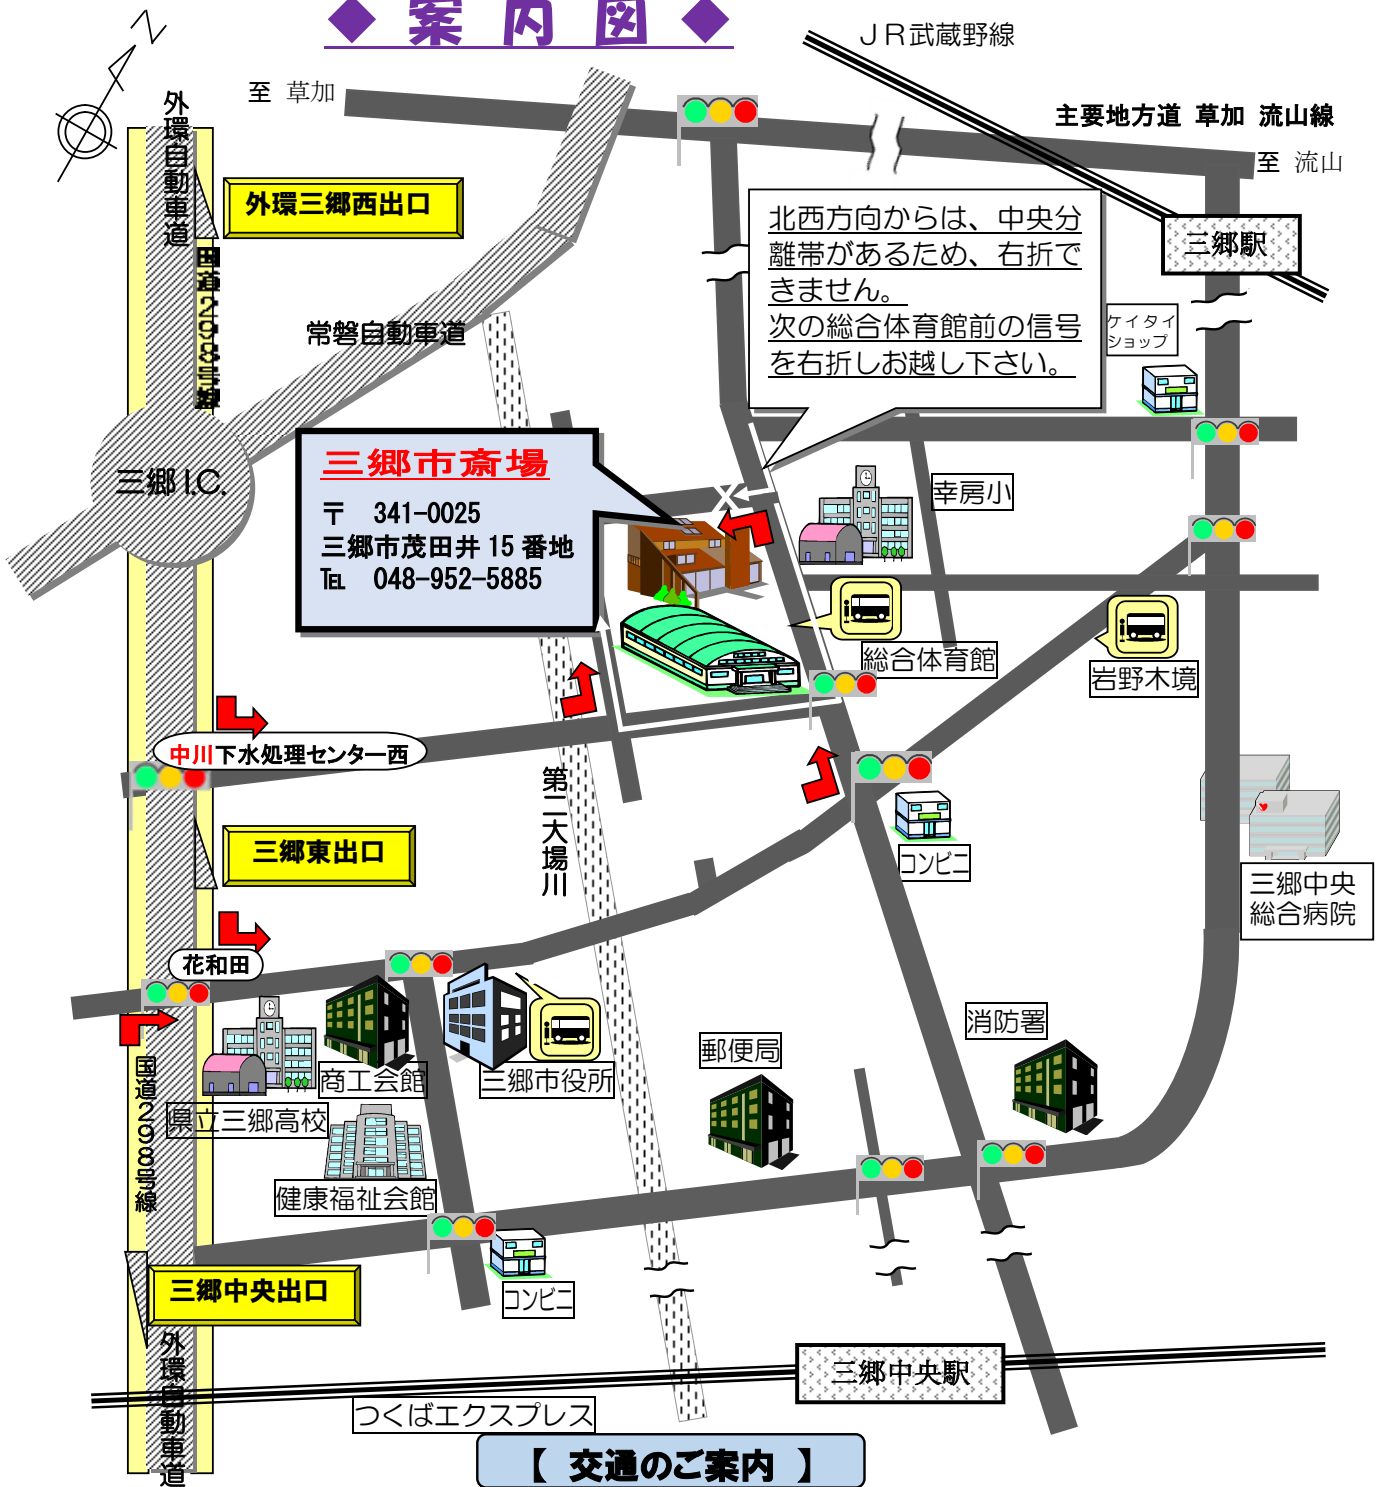 ◆ 案内図 ◆
N
JR武蔵野線
至 草加
主要地方道 草加 流山線
至 流山
外環自動車道
外環三郷西出口
国道298号線
三郷駅
北西方向からは、中央分
離帯があるため、右折で
きません。
次の総合体育館前の信号
を右折しお越し下さい。
常磐自動車道
ケイタイ
ショップ
三郷I.C.
三郷市斎場
〒 341-0025
三郷市茂田井 15 番地
℡ 048-952-5885
幸房小
総合体育館
岩野木境
中川下水処理センター西
第二大場川
三郷東出口
コンビニ
三郷中央
総合病院
花和田
消防署
郵便局
国道298号線
商工会館
三郷市役所
県立三郷高校
健康福祉会館
三郷中央出口
コンビニ
外環自動車道
三郷中央駅
つくばエクスプレス
【 交通のご案内 】